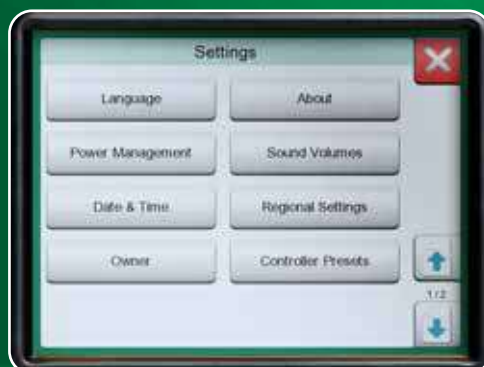 Settings
Language
About
Power Management
Sound Volumes
Date & Time
Regional Settings
Owner
Controller Presets
1/2